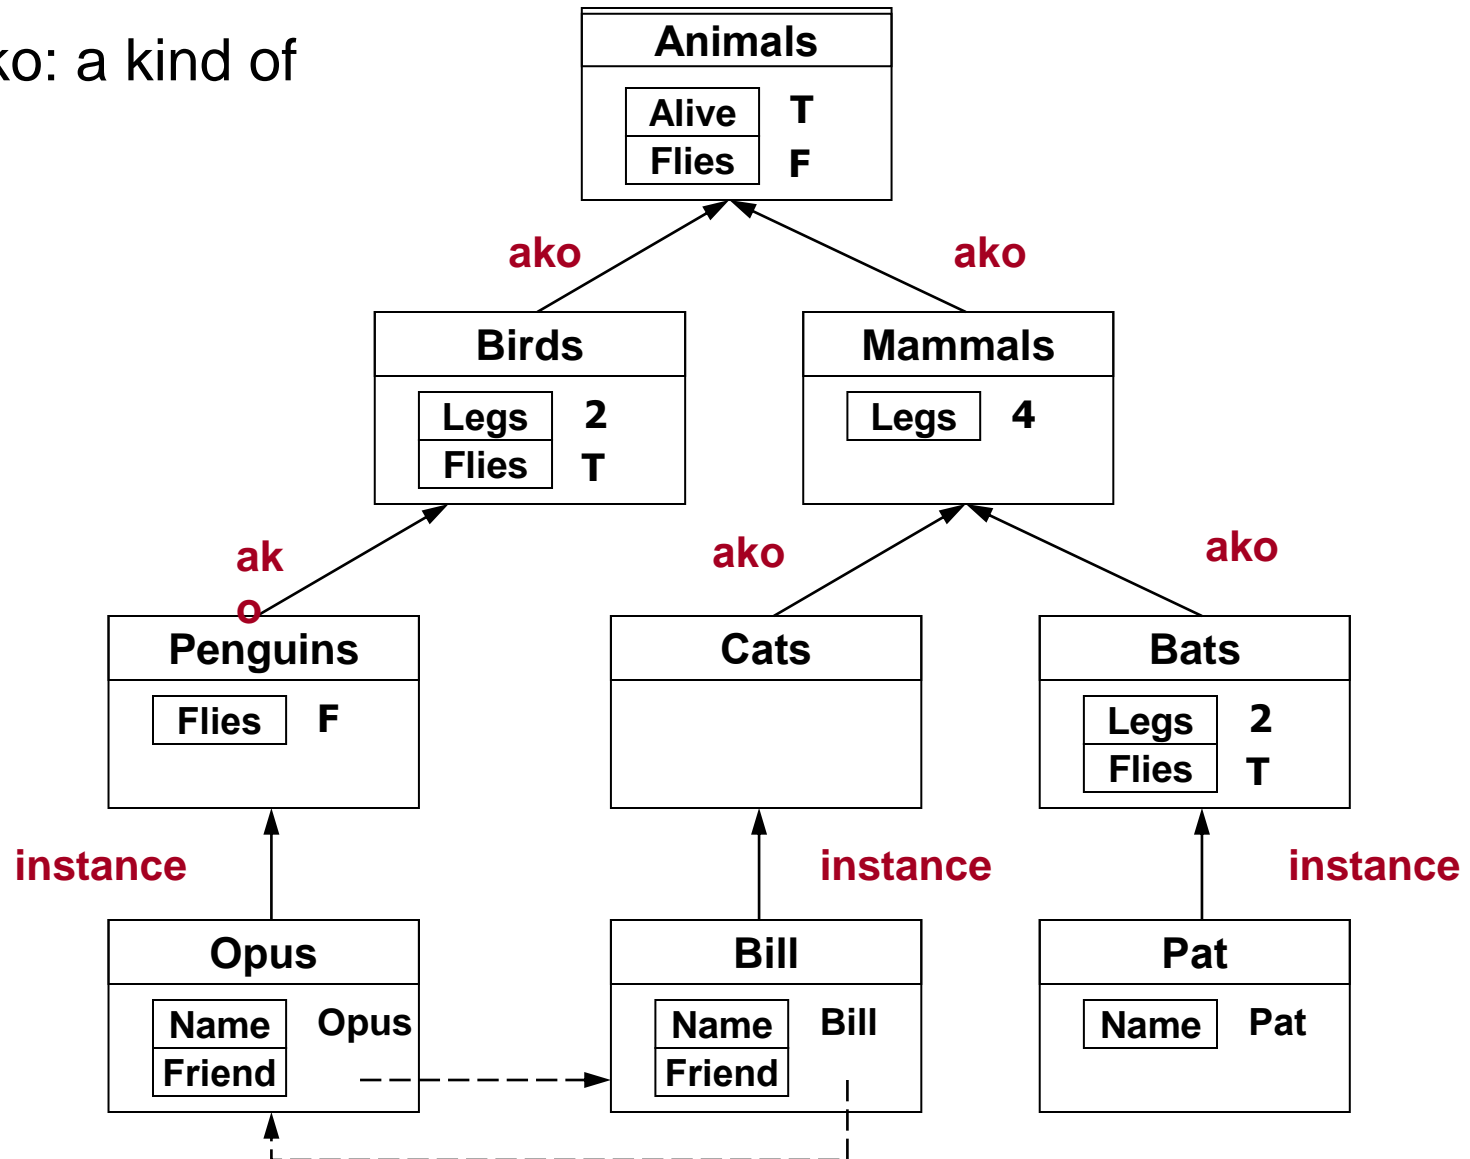 ko: a kind of
Animals
Alive T
Flies F
ako ako
Birds Mammals
Legs 2 Legs 4
Flies T
ak
o
ako ako
Penguins Cats Bats
Flies F Legs 2
Flies T
instance instance instance
Opus Bill Pat
Name Opus Name Bill Name Pat
Friend Friend